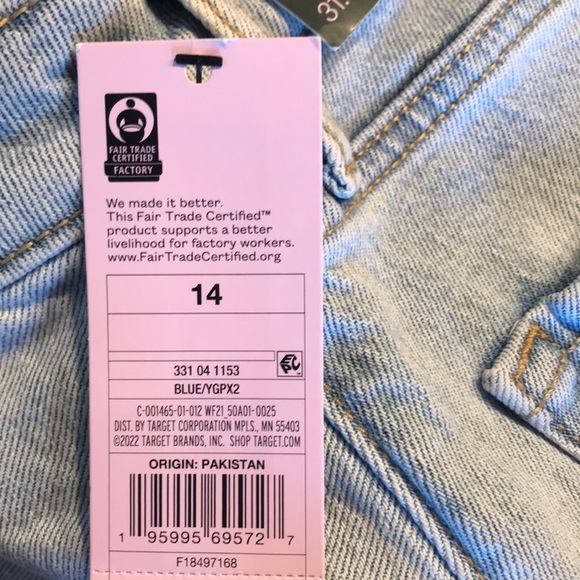 31.
FAIR TRADE
CERTIFIED
FACTORY
We made it better.
This Fair Trade Certified™
product supports a better
livelihood for factory workers.
www.FairTradeCertified.org
14
331 04 1153
BLUE/YGPX2
C-001465-01-012 WF21_50A01-0025
DIST. BY TARGET CORPORATION MPLS., MN 55403
©2022 TARGET BRANDS, INC. SHOP TARGET.COM
ORIGIN: PAKISTAN
1 95995 69572 7
F18497168